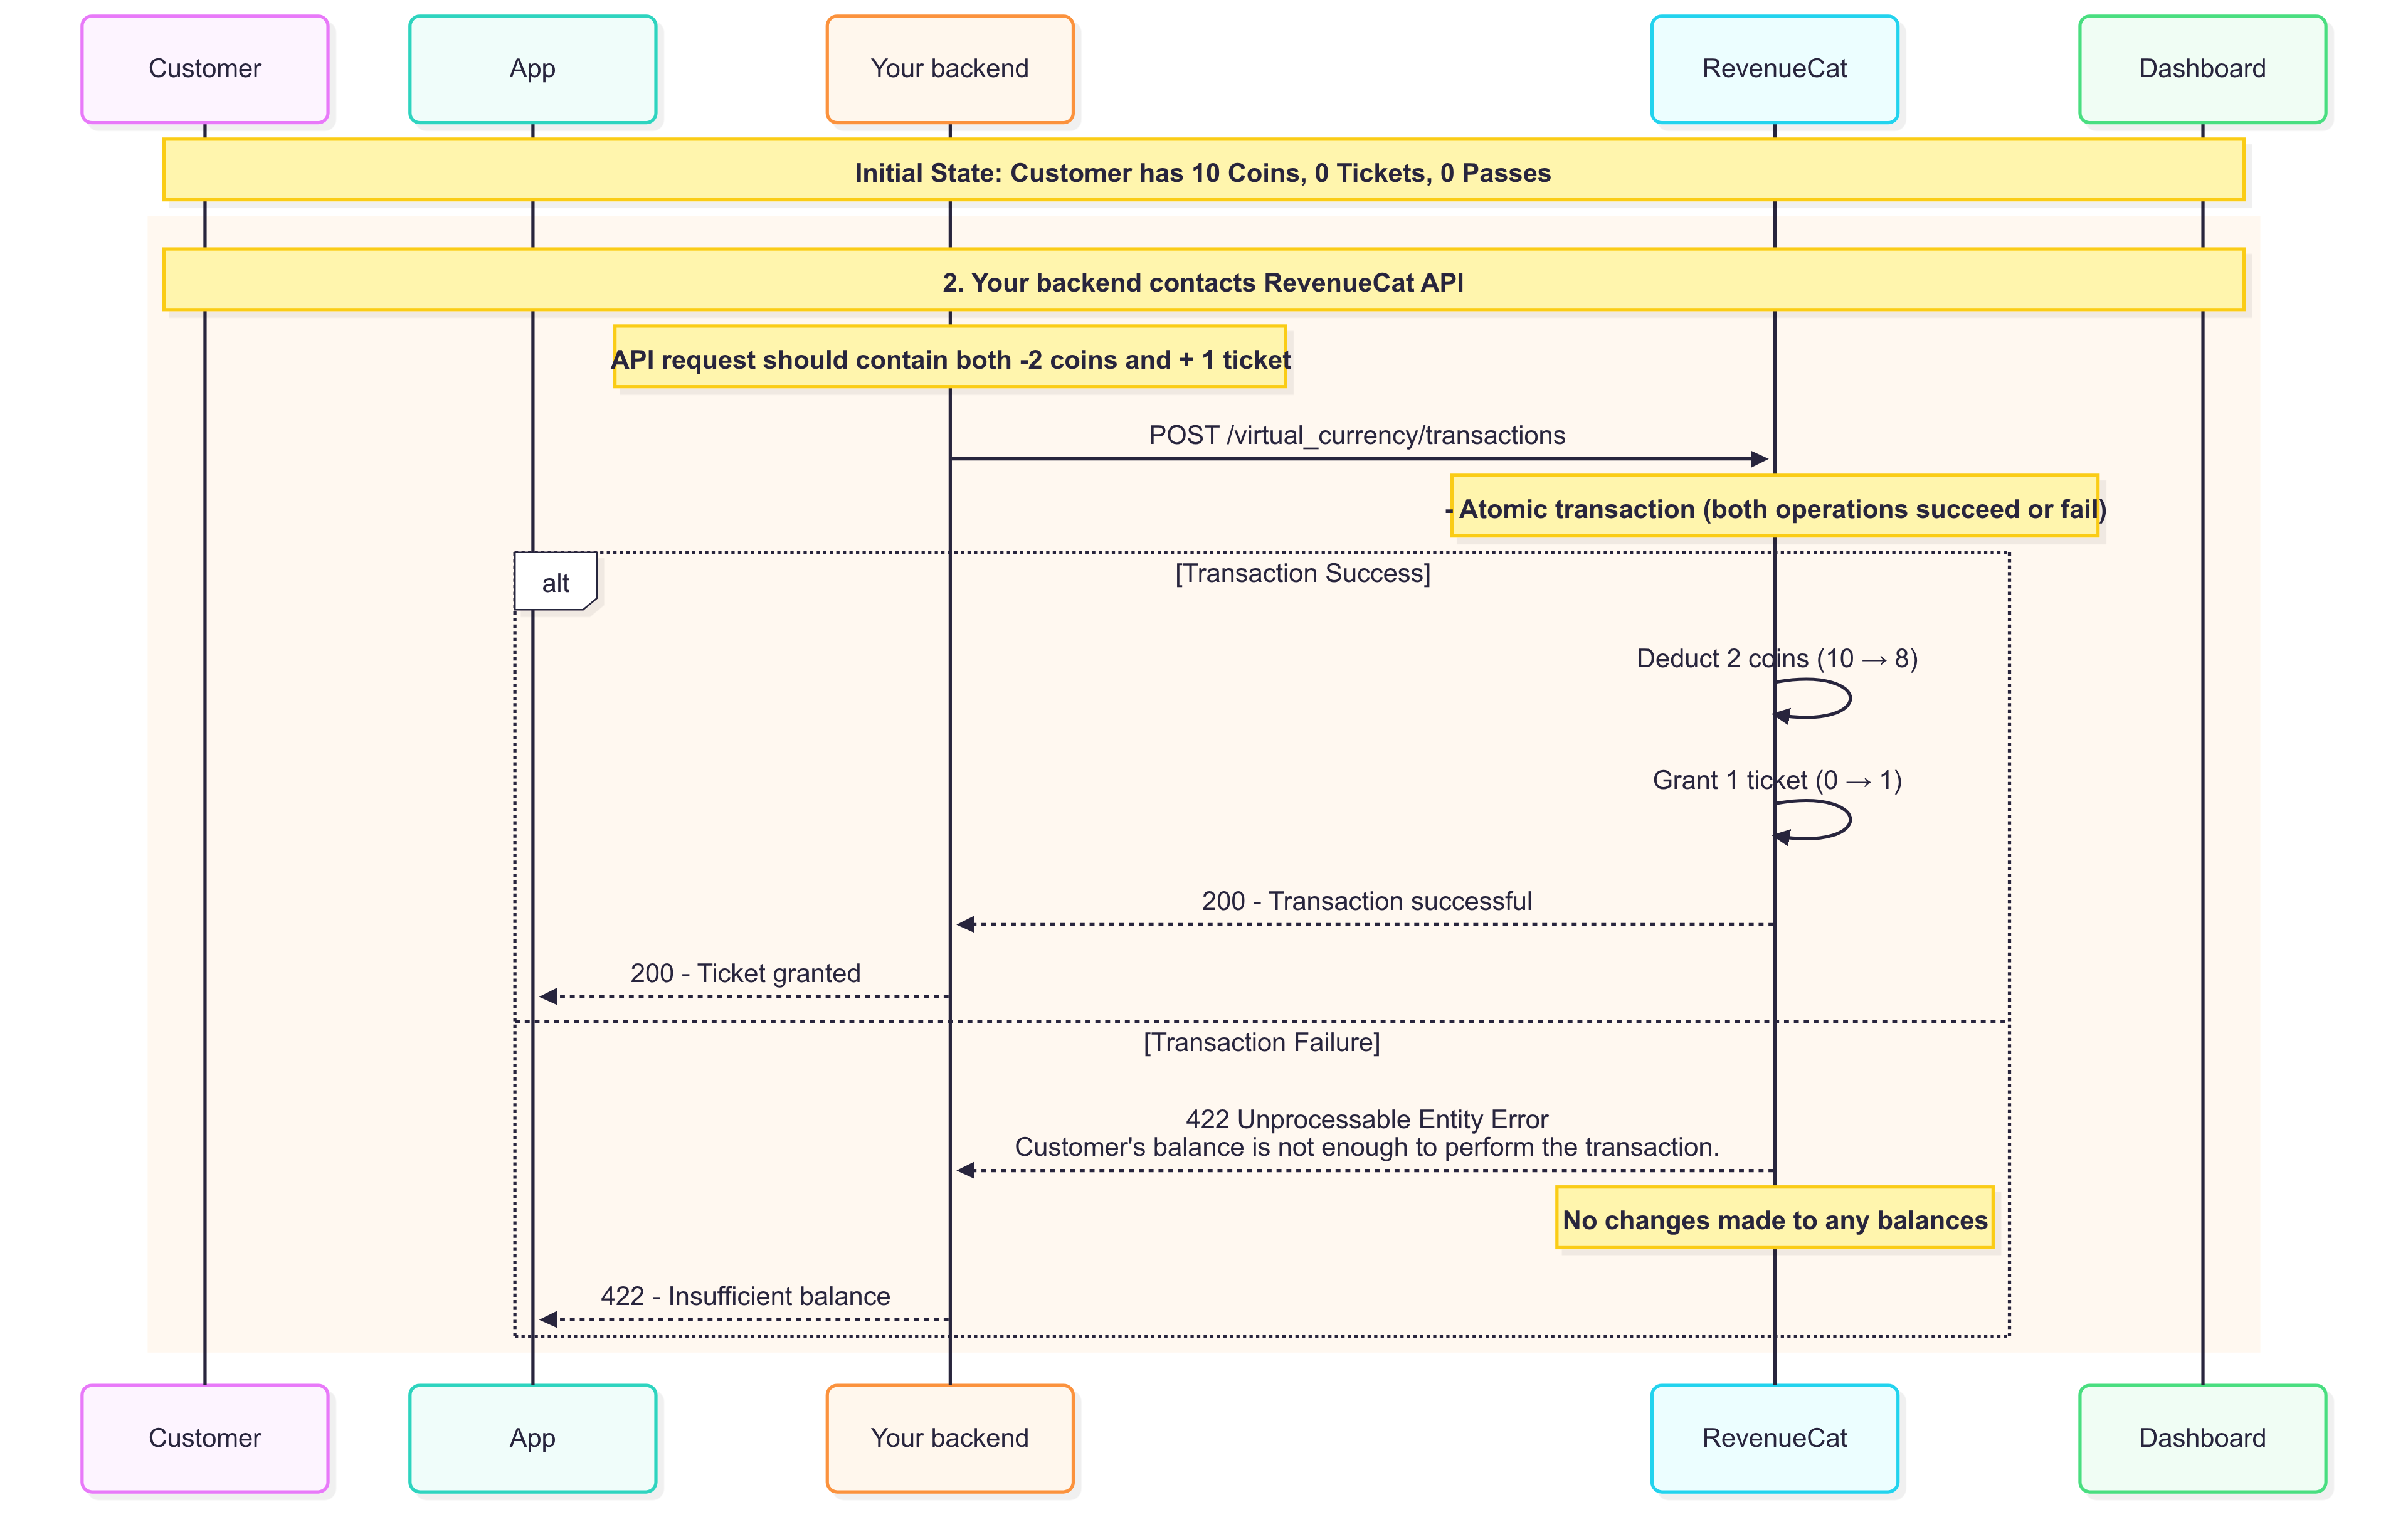 Customer
App
Your backend
RevenueCat
Dashboard
Initial State: Customer has 10 Coins, 0 Tickets, 0 Passes
2. Your backend contacts RevenueCat API
API request should contain both -2 coins and + 1 ticket
POST /virtual_currency/transactions
- Atomic transaction (both operations succeed or fail)
alt
[Transaction Success]
Deduct 2 coins (10 → 8)
Grant 1 ticket (0 → 1)
200 - Transaction successful
200 - Ticket granted
[Transaction Failure]
422 Unprocessable Entity Error
Customer's balance is not enough to perform the transaction.
No changes made to any balances
422 - Insufficient balance
Customer
App
Your backend
RevenueCat
Dashboard